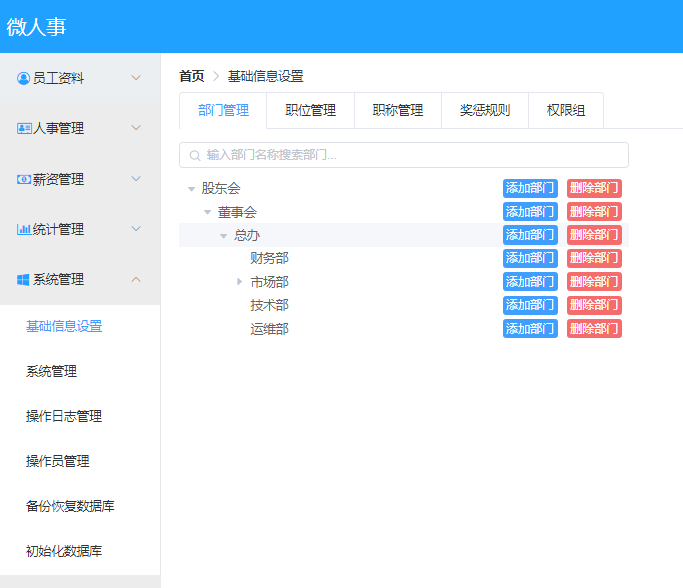 微人事
员工资料
人事管理
薪资管理
统计管理
系统管理
基础信息设置
系统管理
操作日志管理
操作员管理
备份恢复数据库
初始化数据库
首页 > 基础信息设置
部门管理 职位管理 职称管理 奖惩规则 权限组
输入部门名称搜索部门...
股东会 添加部门 删除部门
董事会 添加部门 删除部门
总办 添加部门 删除部门
财务部 添加部门 删除部门
市场部 添加部门 删除部门
技术部 添加部门 删除部门
运维部 添加部门 删除部门